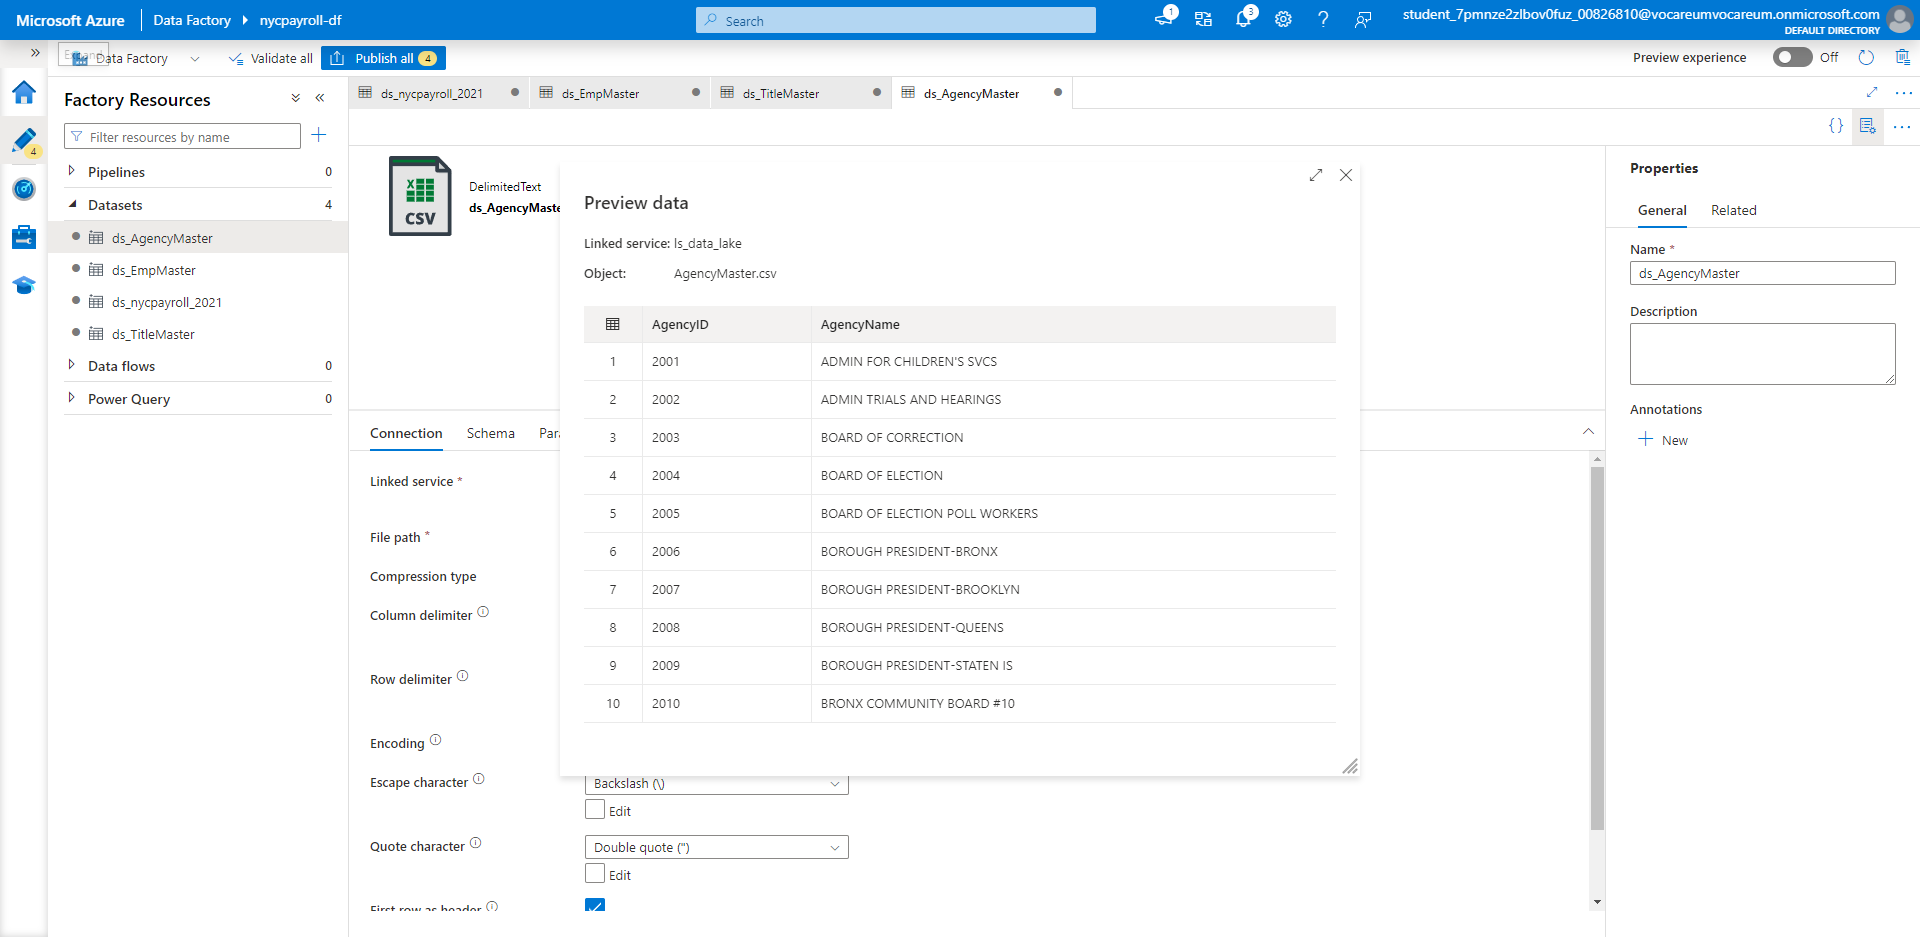 Microsoft Azure
Data Factory
nycpayroll-df
Search
1
3
student_7pmnze2zlbov0fuz_00826810@vocareumvocareum.onmicrosoft.com
DEFAULT DIRECTORY
Data Factory
Validate all
Publish all
4
Preview experience
Off
Factory Resources
Filter resources by name
4
Pipelines
0
Datasets
4
ds_AgencyMaster
ds_EmpMaster
ds_nycpayroll_2021
ds_TitleMaster
Data flows
0
Power Query
0
ds_nycpayroll_2021
ds_EmpMaster
ds_TitleMaster
ds_AgencyMaster
CSV
DelimitedText
ds_AgencyMaste
Preview data
Linked service: ls_data_lake
Object: AgencyMaster.csv
AgencyID AgencyName
1 2001 ADMIN FOR CHILDREN'S SVCS
2 2002 ADMIN TRIALS AND HEARINGS
3 2003 BOARD OF CORRECTION
4 2004 BOARD OF ELECTION
5 2005 BOARD OF ELECTION POLL WORKERS
6 2006 BOROUGH PRESIDENT-BRONX
7 2007 BOROUGH PRESIDENT-BROOKLYN
8 2008 BOROUGH PRESIDENT-QUEENS
9 2009 BOROUGH PRESIDENT-STATEN IS
10 2010 BRONX COMMUNITY BOARD #10
Connection
Schema
Par
Linked service *
File path *
Compression type
Column delimiter
Row delimiter
Encoding
Escape character
Backslash (\)
Edit
Quote character
Double quote (")
Edit
First row as header
Properties
General
Related
Name *
ds_AgencyMaster
Description
Annotations
New